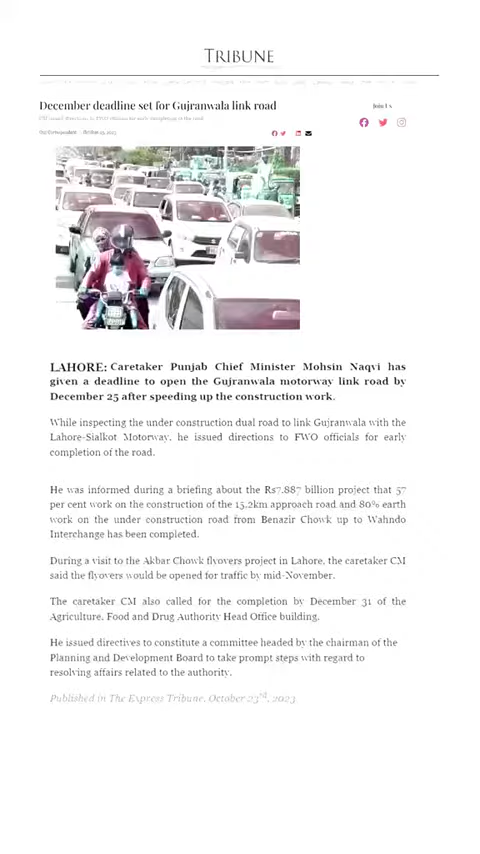 TRIBUNE
December deadline set for Gujranwala link road
Join Us
Our Correspondent October 23, 2023
LAHORE: Caretaker Punjab Chief Minister Mohsin Naqvi has
given a deadline to open the Gujranwala motorway link road by
December 25 after speeding up the construction work.
While inspecting the under construction dual road to link Gujranwala with the
Lahore-Sialkot Motorway, he issued directions to FWO officials for early
completion of the road.
He was informed during a briefing about the Rs7.887 billion project that 57
per cent work on the construction of the 15.2km approach road and 80% earth
work on the under construction road from Benazir Chowk up to Wahndo
Interchange has been completed.
During a visit to the Akbar Chowk flyovers project in Lahore, the caretaker CM
said the flyovers would be opened for traffic by mid-November.
The caretaker CM also called for the completion by December 31 of the
Agriculture, Food and Drug Authority Head Office building.
He issued directives to constitute a committee headed by the chairman of the
Planning and Development Board to take prompt steps with regard to
resolving affairs related to the authority.
Published in The Express Tribune, October 23rd, 2023.